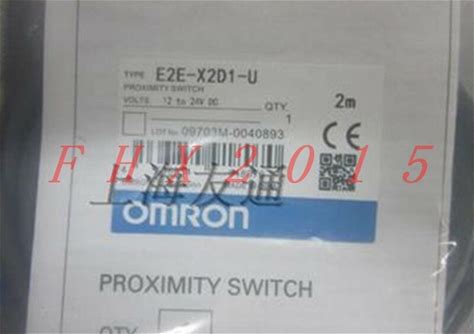 TYPE E2E-X2D1-U
PROXIMITY SWITCH
VOLTS. 12 to 24V DC QTY. 2m
1
LOT No. 09703M-0040893
CE
FHX2015
上海友通
OMRON
PROXIMITY SWITCH
QTY